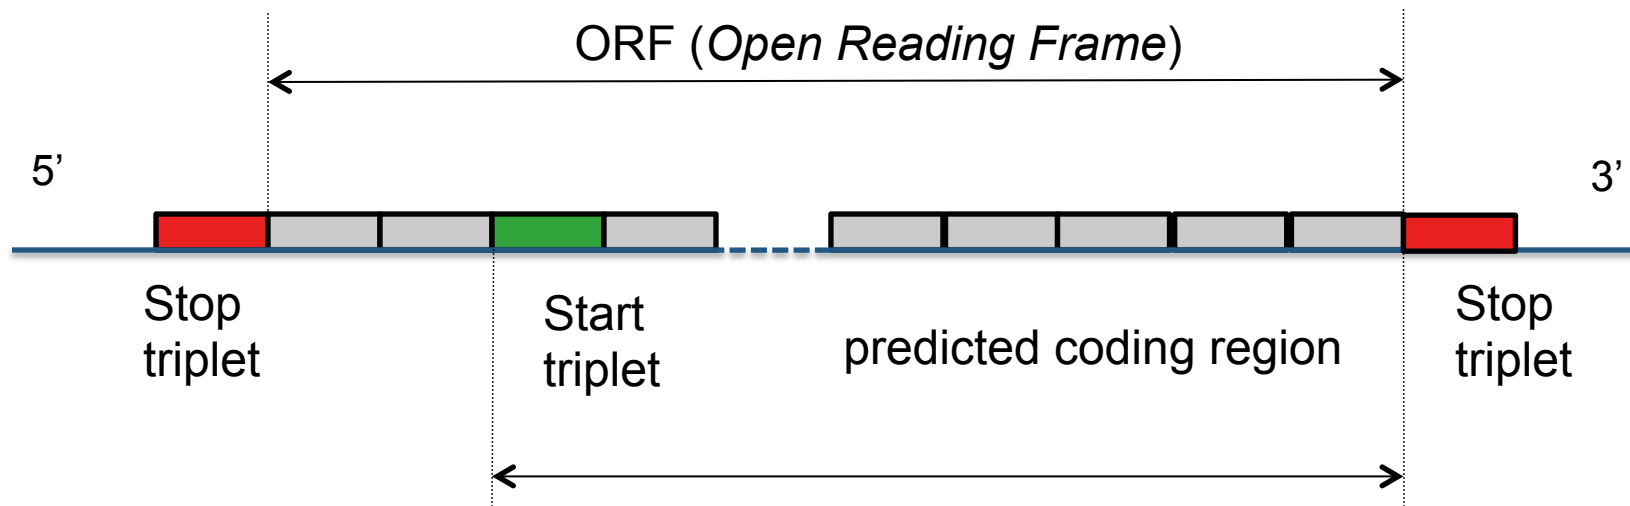 ORF (Open Reading Frame)
5’
3’
Stop
triplet
Start
triplet
predicted coding region
Stop
triplet